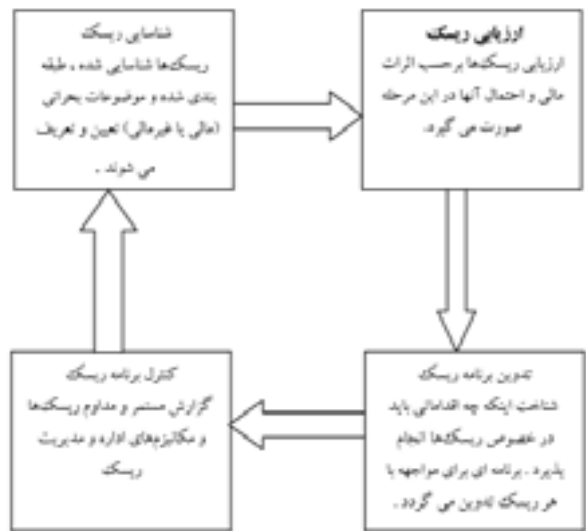 شناسایی ریسک
ریسک‌ها شناسایی شده ، طبقه
بندی شده و موضوعات بحرانی
(مالی یا غیرمالی) تعیین و تعریف
می شوند .
ارزیابی ریسک
ارزیابی ریسک‌ها برحسب اثرات
مالی و احتمال آنها در این مرحله
صورت می گیرد.
تدوین برنامه ریسک
شناخت اینکه چه اقداماتی باید
در خصوص ریسک‌ها انجام
پذیرد . برنامه ای برای مواجهه با
هر ریسک تدوین می گردد .
کنترل برنامه ریسک
گزارش مستمر و مداوم ریسک‌ها
و مکانیزم‌های اداره و مدیریت
ریسک